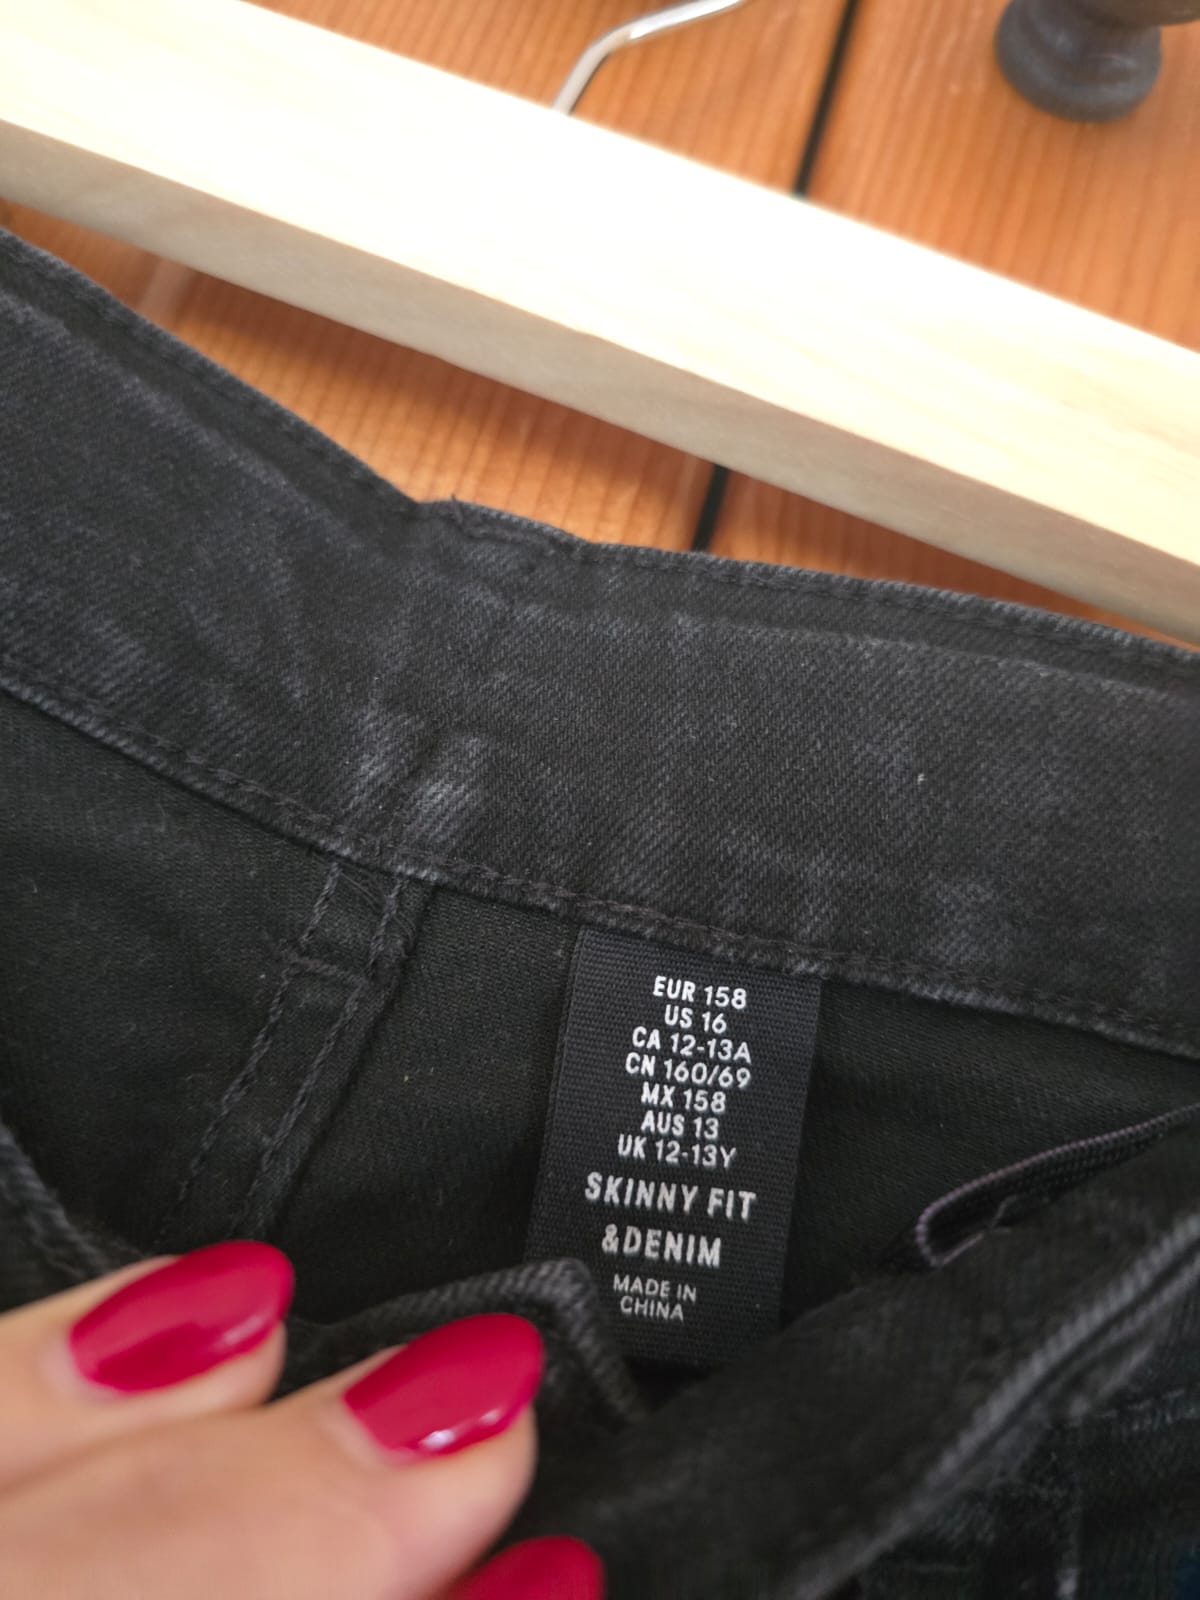 EUR 158
US 16
CA 12-13A
CN 160/69
MX 158
AUS 13
UK 12-13Y
SKINNY FIT
&DENIM
MADE IN
CHINA